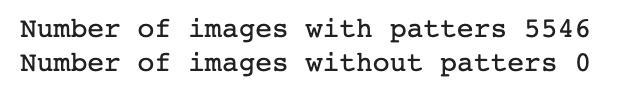 Number of images with patters 5546
Number of images without patters 0